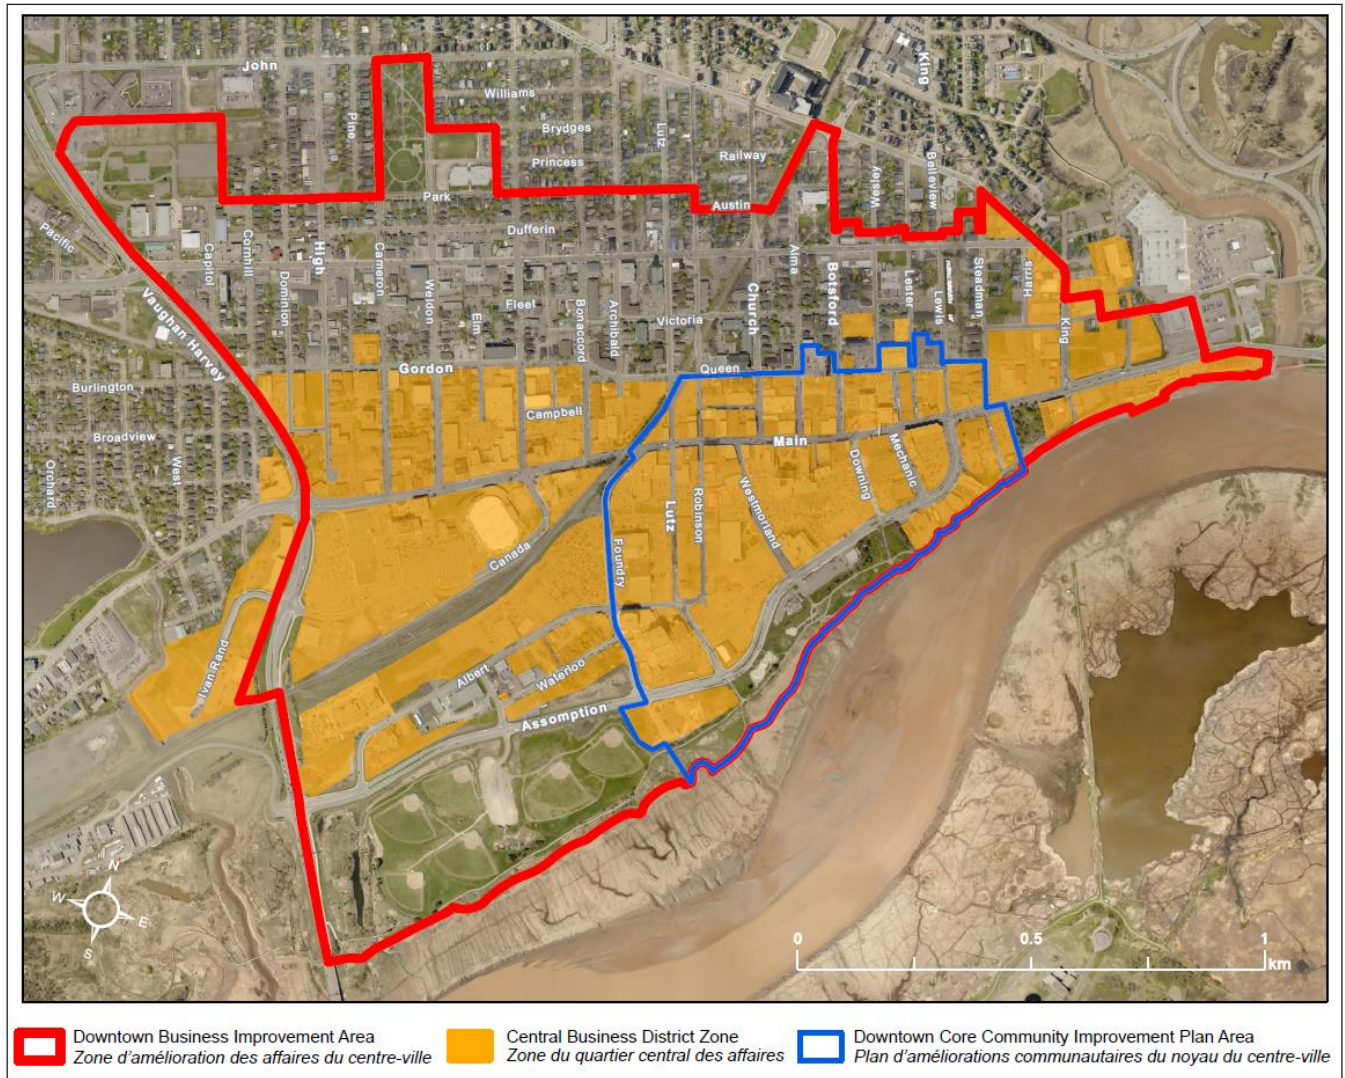 John
King
Williams
Pine
Brydges
Lutz
Railway
Princess
Belleview
Wesley
Park
Austin
Dufferin
Pacific
Capitol
Cornhill
High
Cameron
Alma
Botsford
Steadman
Harris
Dominion
Weldon
Lester
Lewis
Vaughan Harvey
Elm
Fleet
Bonaccord
Archibald
Victoria
Church
King
Gordon
Queen
Burlington
Campbell
Broadview
Main
West
Orchard
Downing
Mechanic
Lutz
Robinson
Westmorland
Canada
Foundry
Ivan Rand
Albert
Waterloo
Assumption
N
W
E
S
0 0.5 1
km
Downtown Business Improvement Area
Zone d'amélioration des affaires du centre-ville
Central Business District Zone
Zone du quartier central des affaires
Downtown Core Community Improvement Plan Area
Plan d'améliorations communautaires du noyau du centre-ville